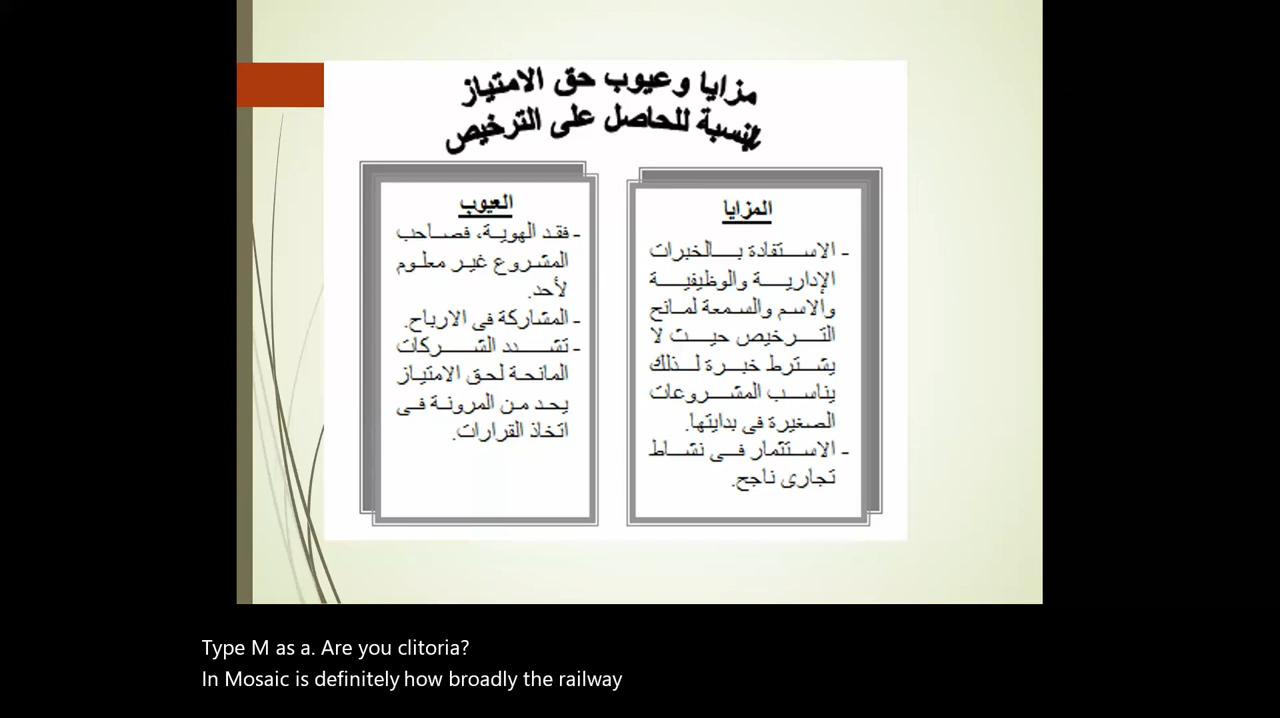 مزايا وعيوب حق الامتياز
بالنسبة للحاصل على الترخيص
المزايا
- الاستفادة بالخبرات
الإدارية والوظيفية
والاسم والسمعة لمانح
الترخيص حيث لا
يشترط خبرة لذلك
يناسب المشروعات
الصغيرة فى بدايتها.
- الاستثمار فى نشاط
تجارى ناجح.
العيوب
- فقد الهوية، فصاحب
المشروع غير معلوم
لأحد.
- المشاركة فى الارباح.
- تشدد الشركات
المانحة لحق الامتياز
يحد من المرونة فى
اتخاذ القرارات.
Type M as a. Are you clitoria?
In Mosaic is definitely how broadly the railway